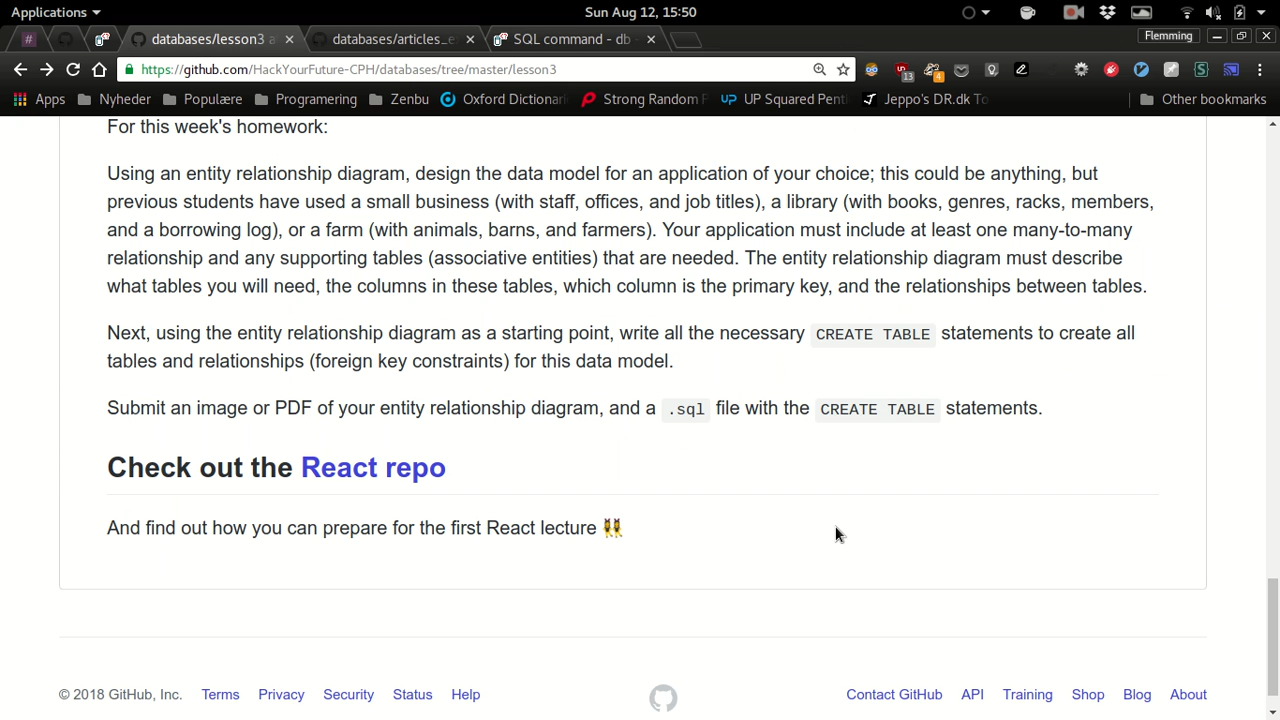 Applications
Sun Aug 12, 15:50
#
databases/lesson3 a
databases/articles_e
SQL command - db -
Flemming
https://github.com/HackYourFuture-CPH/databases/tree/master/lesson3
13
4
Apps Nyheder Populære Programering Zenbu Oxford Dictionari Strong Random P UP Squared Penti Jeppo's DR.dk To Other bookmarks
For this week's homework:
Using an entity relationship diagram, design the data model for an application of your choice; this could be anything, but
previous students have used a small business (with staff, offices, and job titles), a library (with books, genres, racks, members,
and a borrowing log), or a farm (with animals, barns, and farmers). Your application must include at least one many-to-many
relationship and any supporting tables (associative entities) that are needed. The entity relationship diagram must describe
what tables you will need, the columns in these tables, which column is the primary key, and the relationships between tables.
Next, using the entity relationship diagram as a starting point, write all the necessary CREATE TABLE statements to create all
tables and relationships (foreign key constraints) for this data model.
Submit an image or PDF of your entity relationship diagram, and a .sql file with the CREATE TABLE statements.
Check out the React repo
And find out how you can prepare for the first React lecture 👯
© 2018 GitHub, Inc. Terms Privacy Security Status Help Contact GitHub API Training Shop Blog About